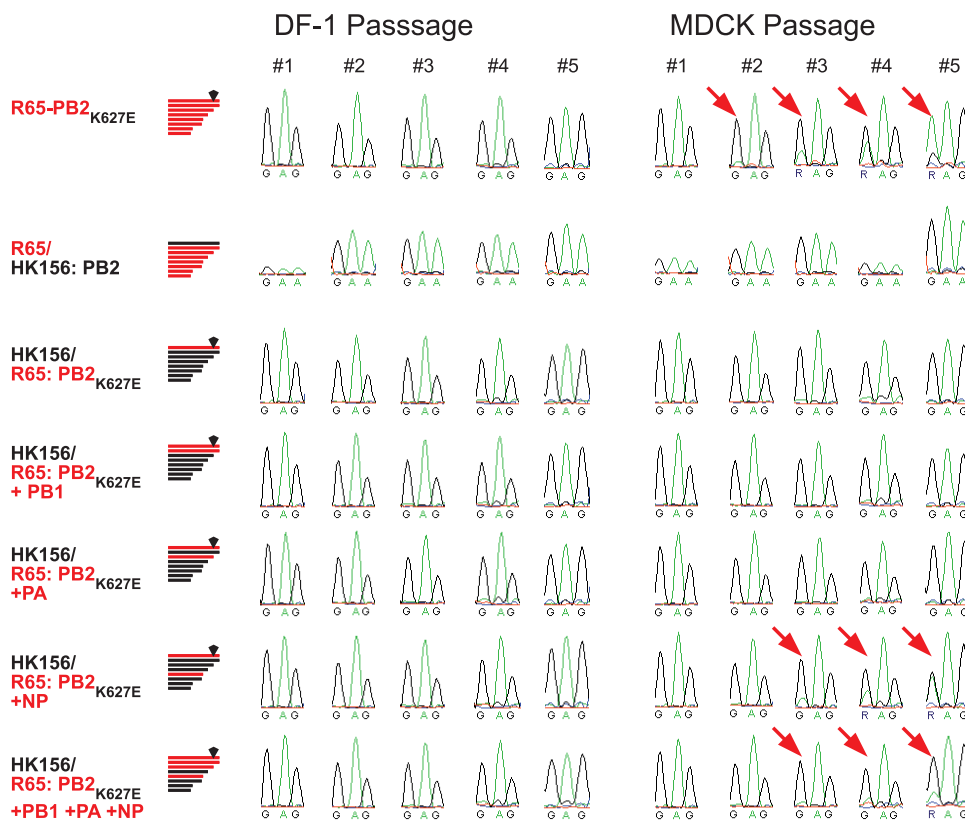 DF-1 Passsage MDCK Passage
#1 #2 #3 #4 #5 #1 #2 #3 #4 #5
R65-PB2K627E
G A G G A G G A G G A G G A G G A G G A G R A G R A G R A G
R65/
HK156: PB2
G A A G A A G A A G A A G A A G A A G A A G A A G A A G A A
HK156/
R65: PB2K627E
G A G G A G G A G G A G G A G G A G G A G G A G G A G G A G
HK156/
R65: PB2K627E
+ PB1
G A G G A G G A G G A G G A G G A G G A G G A G G A G G A G
HK156/
R65: PB2K627E
+PA
G A G G A G G A G G A G G A G G A G G A G G A G G A G G A G
HK156/
R65: PB2K627E
+NP
G A G G A G G A G G A G G A G G A G G A G G A G R A G R A G
HK156/
R65: PB2K627E
+PB1 +PA +NP
G A G G A G G A G G A G G A G G A G G A G G A G G A G R A G